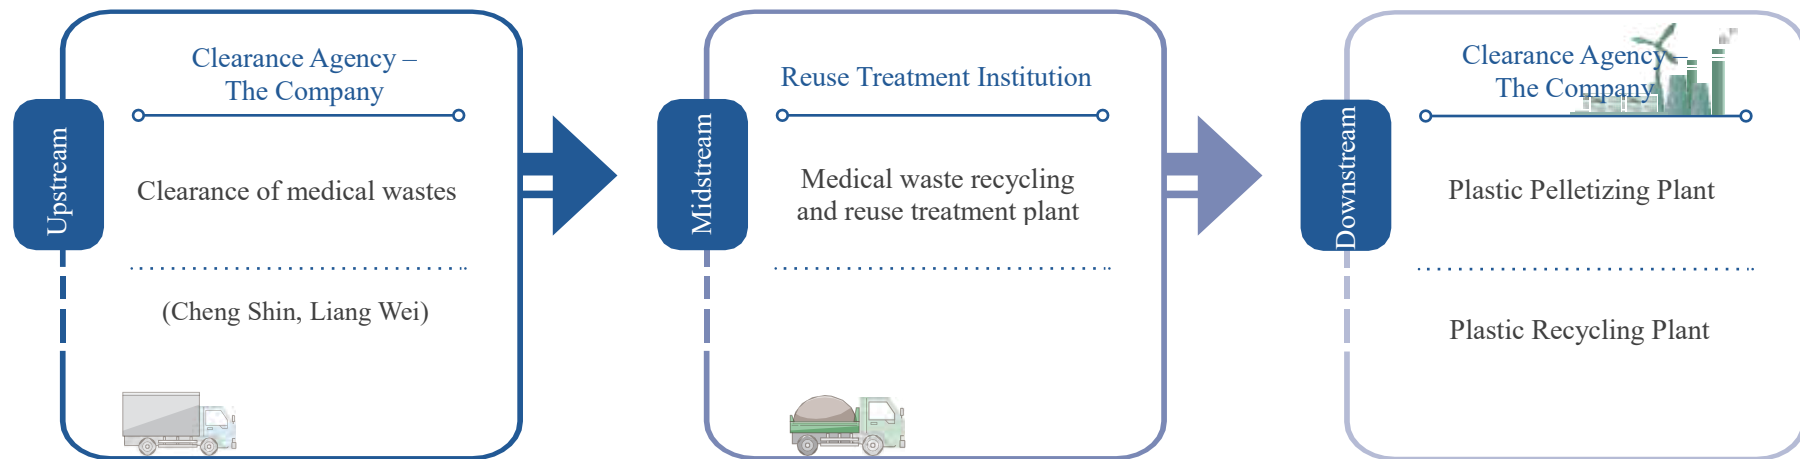 Upstream
Clearance Agency –
The Company
Clearance of medical wastes
(Cheng Shin, Liang Wei)
Midstream
Reuse Treatment Institution
Medical waste recycling
and reuse treatment plant
Downstream
Clearance Agency –
The Company
Plastic Pelletizing Plant
Plastic Recycling Plant